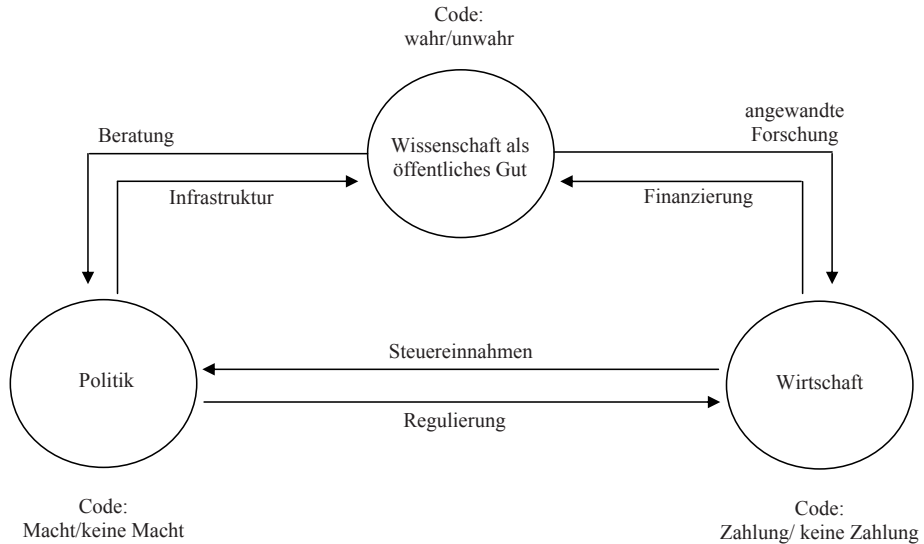 Code:
wahr/unwahr
angewandte
Forschung
Beratung
Wissenschaft als
öffentliches Gut
Infrastruktur
Finanzierung
Steuereinnahmen
Politik
Wirtschaft
Regulierung
Code:
Macht/keine Macht
Code:
Zahlung/ keine Zahlung